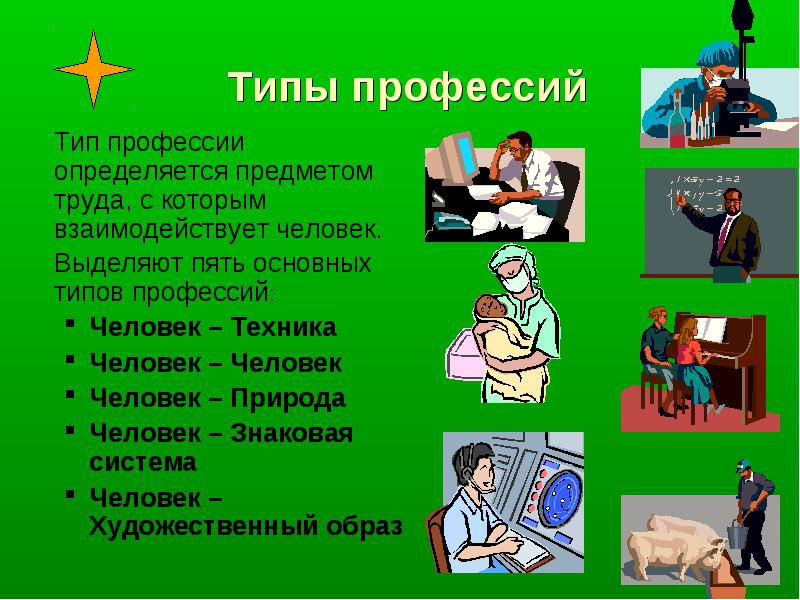 Типы профессий
Тип профессии
определяется предметом
труда, с которым
взаимодействует человек.
Выделяют пять основных
типов профессий:
▪ Человек – Техника
▪ Человек – Человек
▪ Человек – Природа
▪ Человек – Знаковая
система
▪ Человек –
Художественный образ